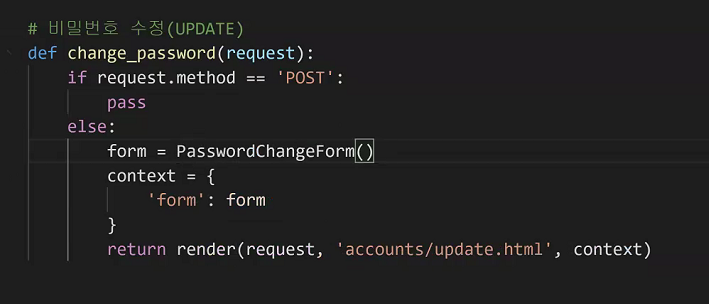 # 비밀번호 수정(UPDATE)
def change_password(request):
    if request.method == 'POST':
        pass
    else:
        form = PasswordChangeForm()
        context = {
            'form': form
        }
        return render(request, 'accounts/update.html', context)